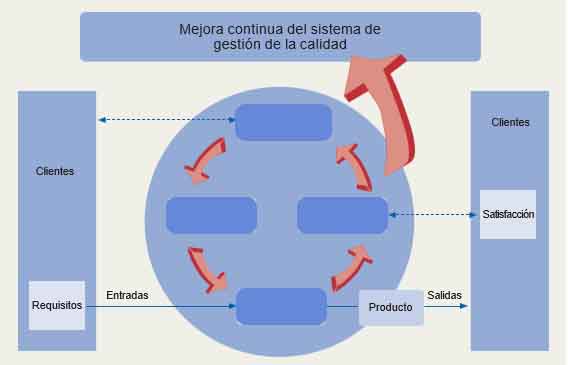 Mejora continua del sistema de
gestión de la calidad
Clientes
Clientes
Satisfacción
Requisitos
Entradas
Producto
Salidas